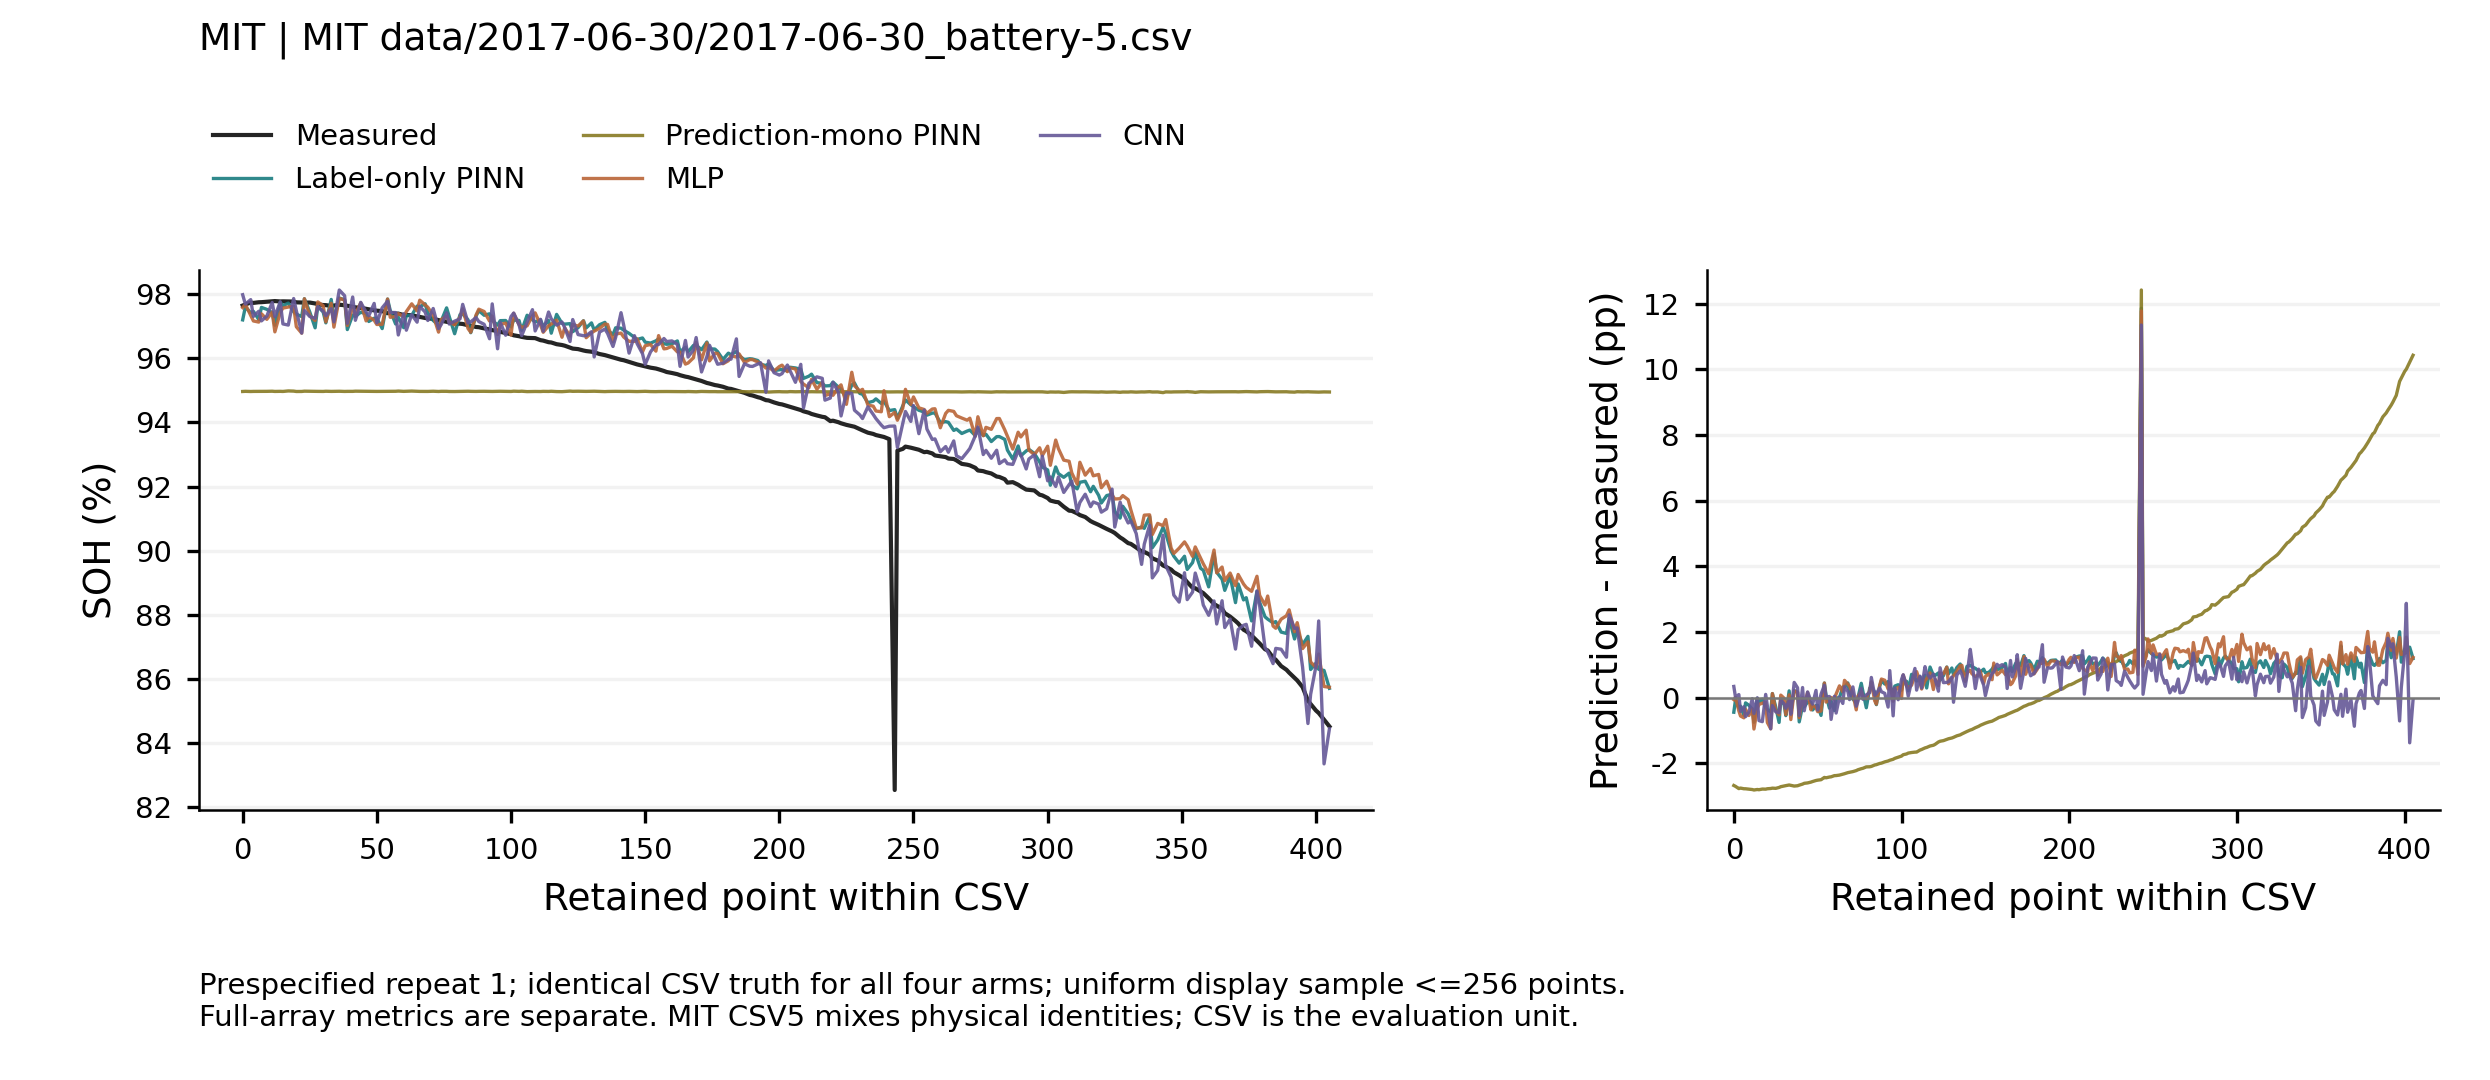 MIT | MIT data/2017-06-30/2017-06-30_battery-5.csv
Measured
Prediction-mono PINN
CNN
Label-only PINN
MLP
SOH (%)
98
96
94
92
90
88
86
84
82
0 50 100 150 200 250 300 350 400
Retained point within CSV
Prediction - measured (pp)
12
10
8
6
4
2
0
-2
0 100 200 300 400
Retained point within CSV
Prespecified repeat 1; identical CSV truth for all four arms; uniform display sample <=256 points.
Full-array metrics are separate. MIT CSV5 mixes physical identities; CSV is the evaluation unit.